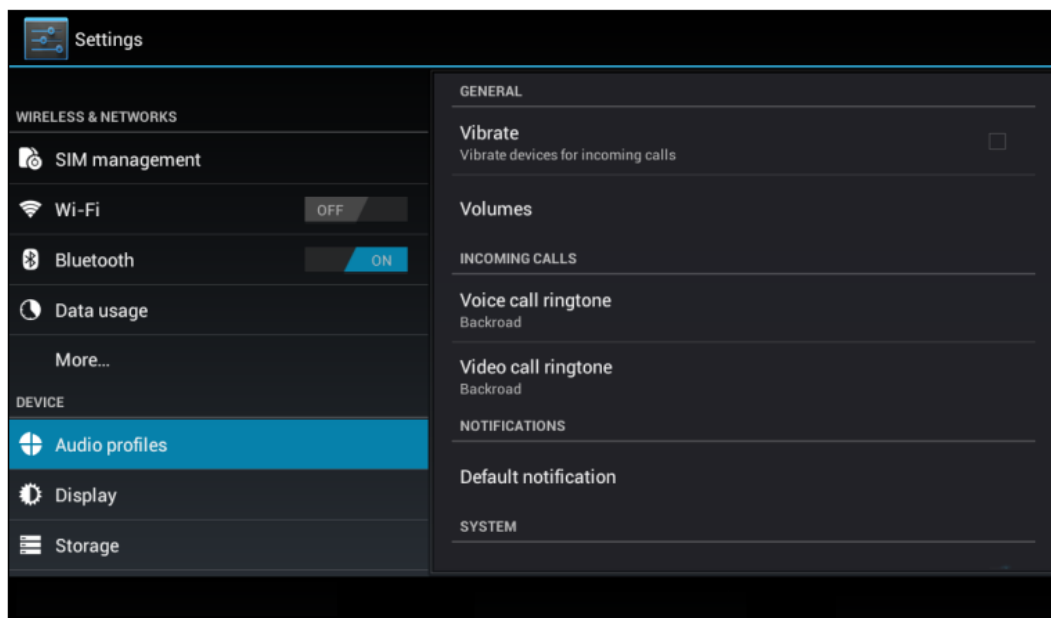 Settings
WIRELESS & NETWORKS
SIM management
Wi-Fi OFF
Bluetooth ON
Data usage
More...
DEVICE
Audio profiles
Display
Storage
GENERAL
Vibrate
Vibrate devices for incoming calls
Volumes
INCOMING CALLS
Voice call ringtone
Backroad
Video call ringtone
Backroad
NOTIFICATIONS
Default notification
SYSTEM